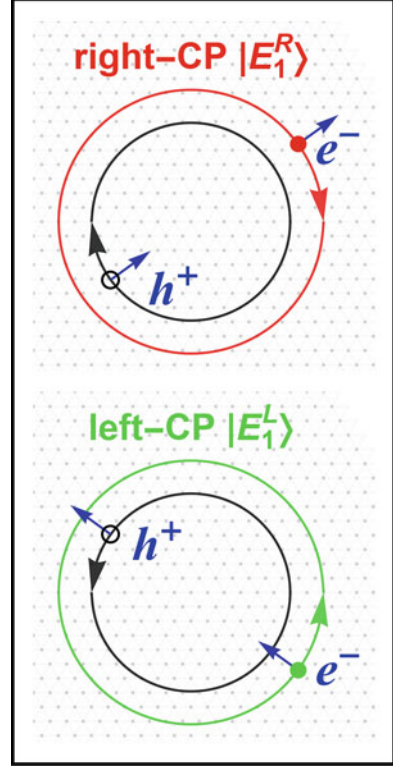 right−CP |E₁ᴿ⟩
e⁻
h⁺
left−CP |E₁ᴸ⟩
h⁺
e⁻